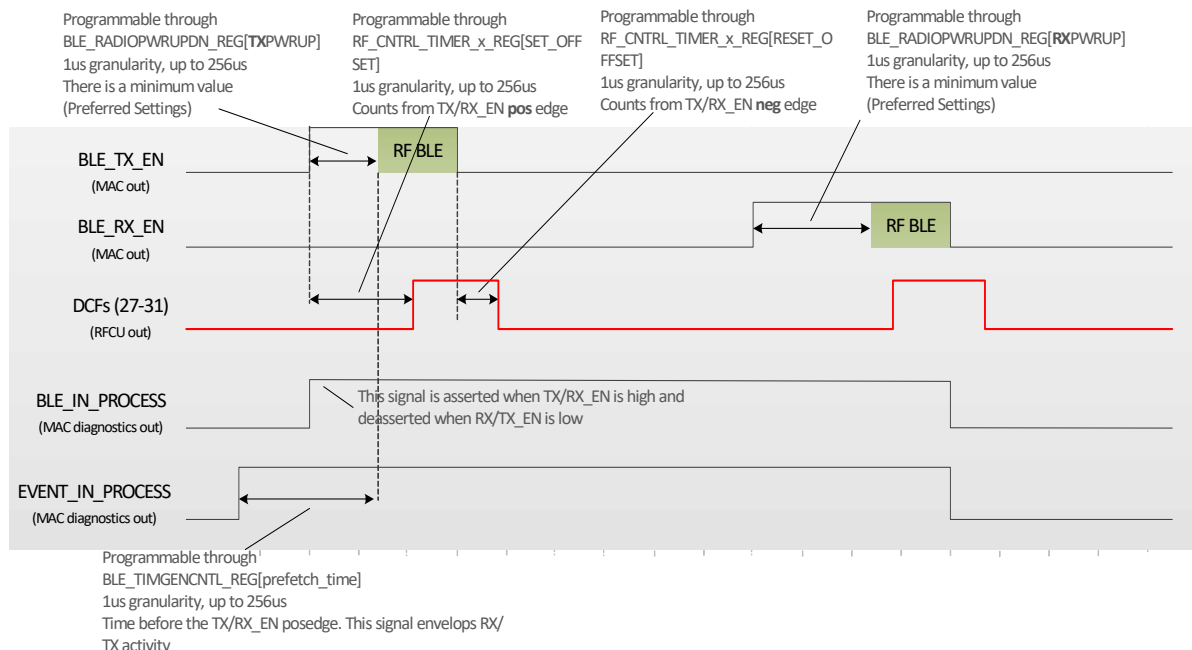 Programmable through
BLE_RADIOPWRUPDN_REG[TXPWRUP]
1us granularity, up to 256us
There is a minimum value
(Preferred Settings)
Programmable through
RF_CNTRL_TIMER_x_REG[SET_OFF
SET]
1us granularity, up to 256us
Counts from TX/RX_EN pos edge
Programmable through
RF_CNTRL_TIMER_x_REG[RESET_O
FFSET]
1us granularity, up to 256us
Counts from TX/RX_EN neg edge
Programmable through
BLE_RADIOPWRUPDN_REG[RXPWRUP]
1us granularity, up to 256us
There is a minimum value
(Preferred Settings)
BLE_TX_EN
(MAC out)
RF BLE
BLE_RX_EN
(MAC out)
RF BLE
DCFs (27-31)
(RFCU out)
BLE_IN_PROCESS
(MAC diagnostics out)
This signal is asserted when TX/RX_EN is high and
deasserted when RX/TX_EN is low
EVENT_IN_PROCESS
(MAC diagnostics out)
Programmable through
BLE_TIMGENCNTL_REG[prefetch_time]
1us granularity, up to 256us
Time before the TX/RX_EN posedge. This signal envelops RX/
TX activity